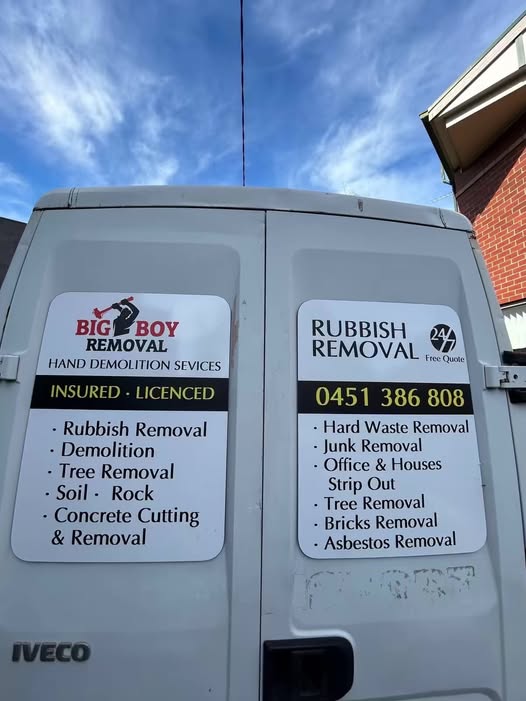 BIG BOY
REMOVAL
HAND DEMOLITION SEVICES
INSURED · LICENCED
· Rubbish Removal
· Demolition
· Tree Removal
· Soil · Rock
· Concrete Cutting
& Removal
IVECO
RUBBISH
REMOVAL
24/7
Free Quote
0451 386 808
· Hard Waste Removal
· Junk Removal
· Office & Houses
Strip Out
· Tree Removal
· Bricks Removal
· Asbestos Removal